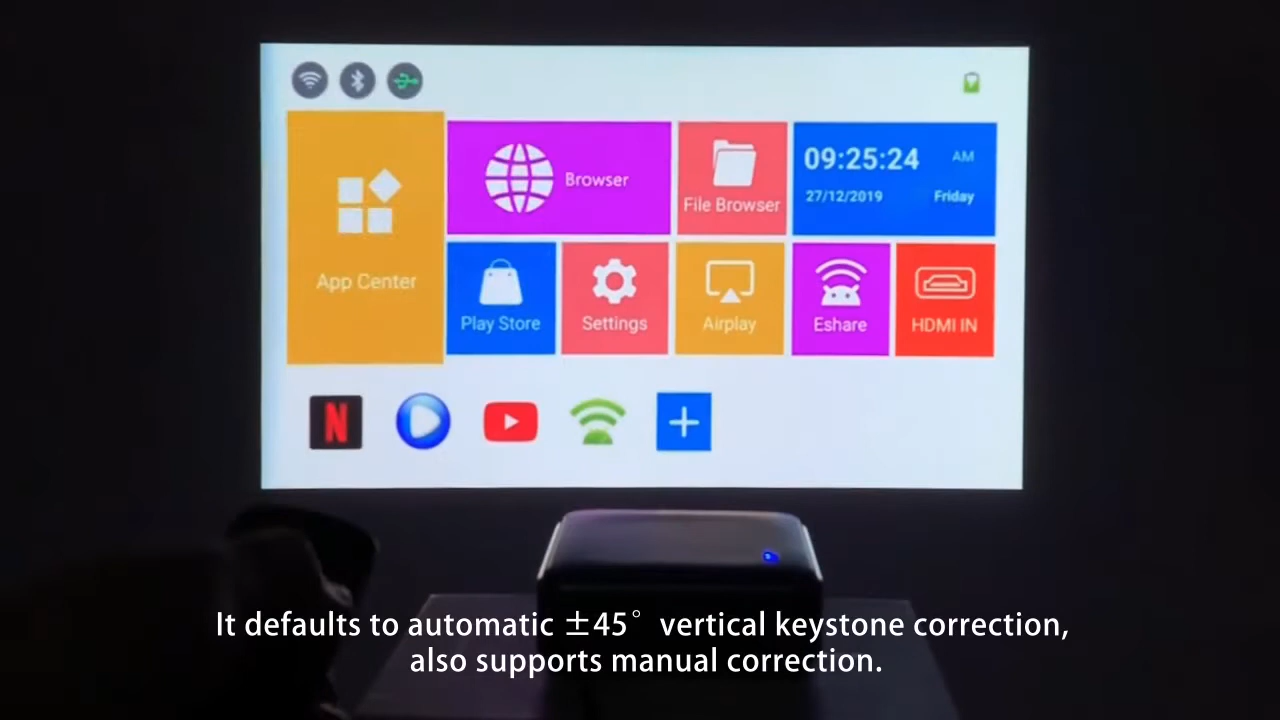 Browser
File Browser
09:25:24 AM
27/12/2019 Friday
App Center
Play Store
Settings
Airplay
Eshare
HDMI IN
N
It defaults to automatic ±45° vertical keystone correction,
also supports manual correction.